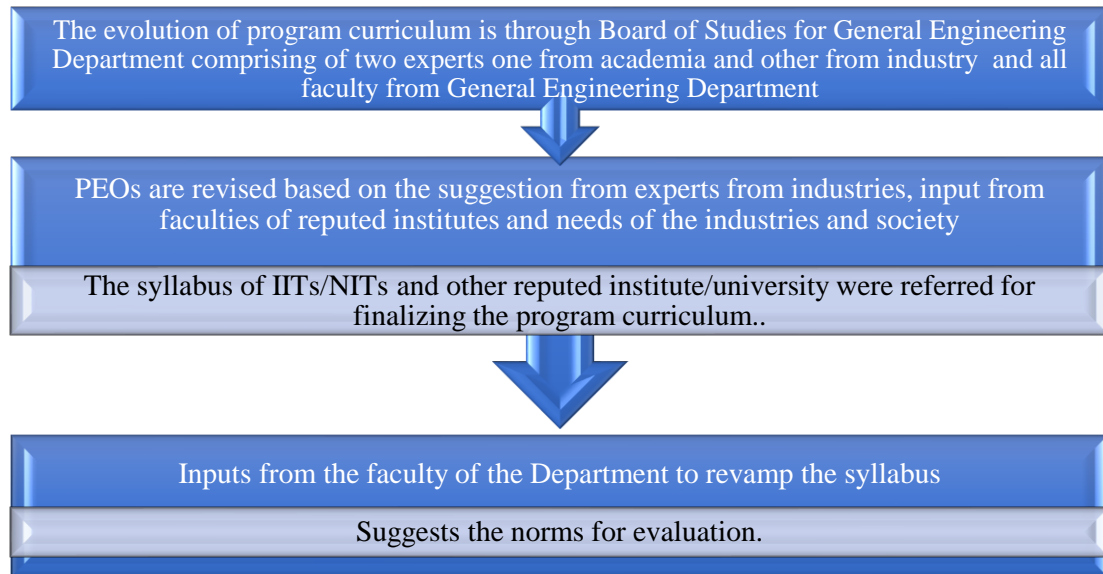 The evolution of program curriculum is through Board of Studies for General Engineering
Department comprising of two experts one from academia and other from industry and all
faculty from General Engineering Department
PEOs are revised based on the suggestion from experts from industries, input from
faculties of reputed institutes and needs of the industries and society
The syllabus of IITs/NITs and other reputed institute/university were referred for
finalizing the program curriculum..
Inputs from the faculty of the Department to revamp the syllabus
Suggests the norms for evaluation.